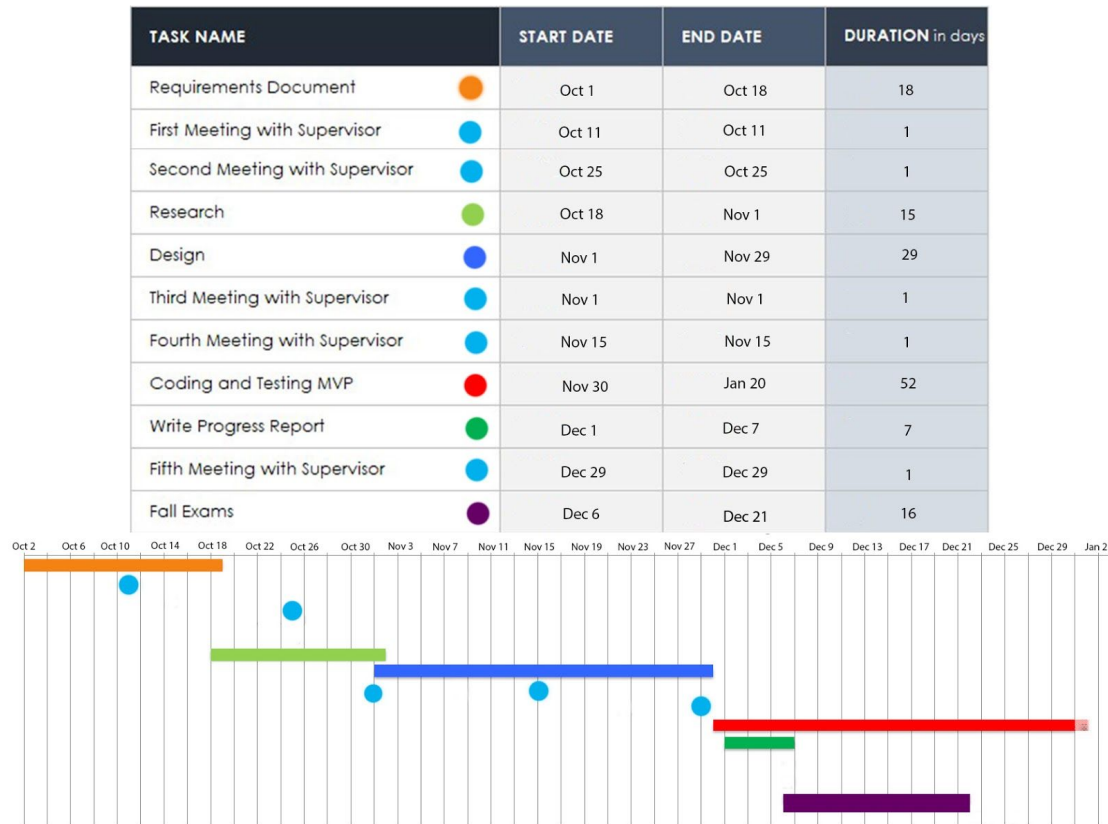 TASK NAME START DATE END DATE DURATION in days
Requirements Document Oct 1 Oct 18 18
First Meeting with Supervisor Oct 11 Oct 11 1
Second Meeting with Supervisor Oct 25 Oct 25 1
Research Oct 18 Nov 1 15
Design Nov 1 Nov 29 29
Third Meeting with Supervisor Nov 1 Nov 1 1
Fourth Meeting with Supervisor Nov 15 Nov 15 1
Coding and Testing MVP Nov 30 Jan 20 52
Write Progress Report Dec 1 Dec 7 7
Fifth Meeting with Supervisor Dec 29 Dec 29 1
Fall Exams Dec 6 Dec 21 16
Oct 2 Oct 6 Oct 10 Oct 14 Oct 18 Oct 22 Oct 26 Oct 30 Nov 3 Nov 7 Nov 11 Nov 15 Nov 19 Nov 23 Nov 27 Dec 1 Dec 5 Dec 9 Dec 13 Dec 17 Dec 21 Dec 25 Dec 29 Jan 2